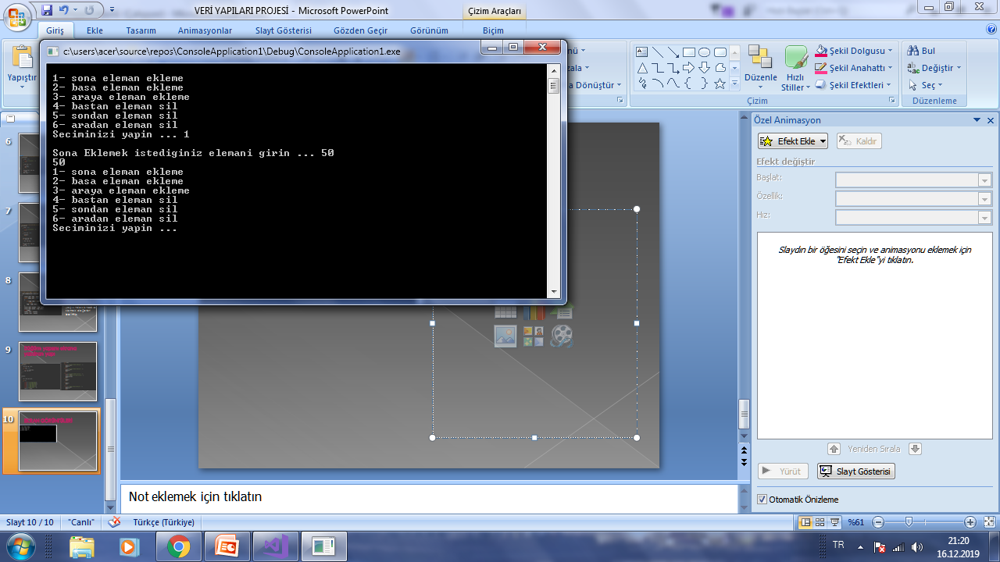 VERİ YAPILARI PROJESİ - Microsoft PowerPoint
Çizim Araçları
Giriş
Ekle
Tasarım
Animasyonlar
Slayt Gösterisi
Gözden Geçir
Görünüm
Biçim
c:\users\acer\source\repos\ConsoleApplication1\Debug\ConsoleApplication1.exe
Yapıştır
Dönüştür
Düzenle
Hızlı
Stiller
Şekil Dolgusu
Şekil Anahattı
Şekil Efektleri
Çizim
Bul
Değiştir
Seç
Düzenleme
1- sona eleman ekleme
2- basa eleman ekleme
3- araya eleman ekleme
4- bastan eleman sil
5- sondan eleman sil
6- aradan eleman sil
Seciminizi yapin ... 1
Sona Eklemek istediginiz elemani girin ... 50
50
1- sona eleman ekleme
2- basa eleman ekleme
3- araya eleman ekleme
4- bastan eleman sil
5- sondan eleman sil
6- aradan eleman sil
Seciminizi yapin ...
6
7
8
9
10
Özel Animasyon
Efekt Ekle
Kaldır
Efekt değiştir
Başlat:
Özellik:
Hız:
Slaydın bir öğesini seçin ve animasyonu eklemek için
"Efekt Ekle"yi tıklatın.
Yeniden Sırala
Yürüt
Slayt Gösterisi
Otomatik Önizleme
Not eklemek için tıklatın
Slayt 10 / 10
"Canlı"
Türkçe (Türkiye)
%61
TR
21:20
16.12.2019